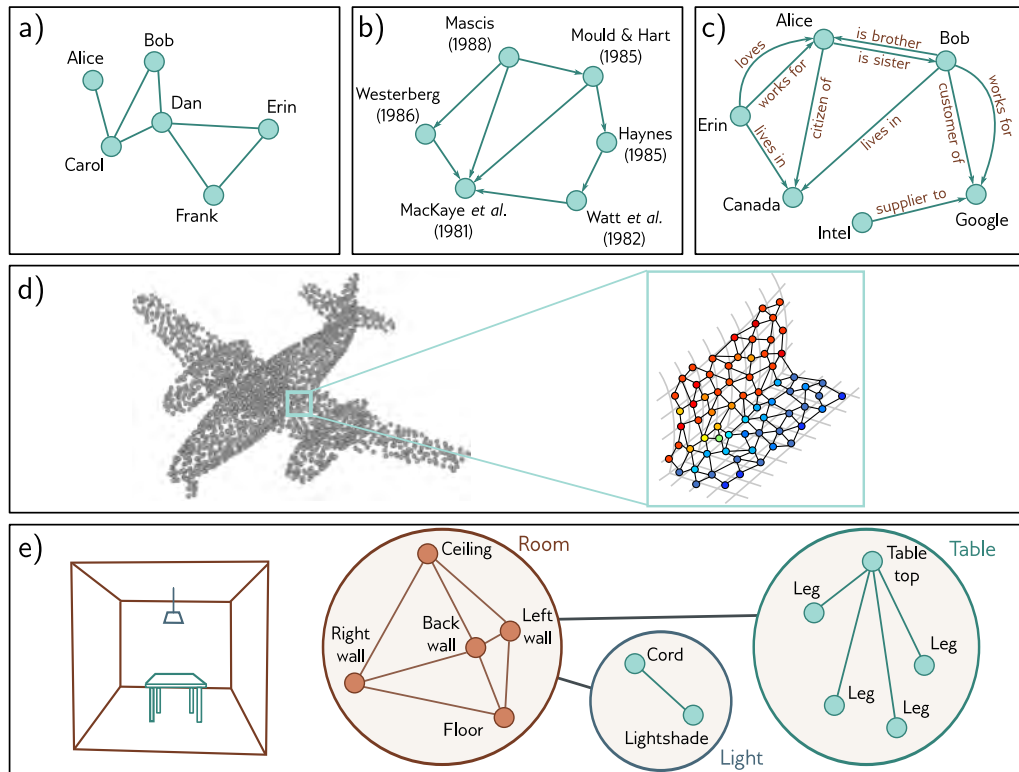 a)
Bob
Alice
Dan
Erin
Carol
Frank
b)
Mascis
(1988)
Mould & Hart
(1985)
Westerberg
(1986)
Haynes
(1985)
MacKaye et al.
(1981)
Watt et al.
(1982)
c)
Alice
Bob
is brother
is sister
loves
works for
works for
citizen of
customer of
Erin
lives in
lives in
Canada
supplier to
Intel
Google
d)
e)
Room
Ceiling
Right
wall
Back
wall
Left
wall
Floor
Cord
Lightshade
Light
Table
Table
top
Leg
Leg
Leg
Leg